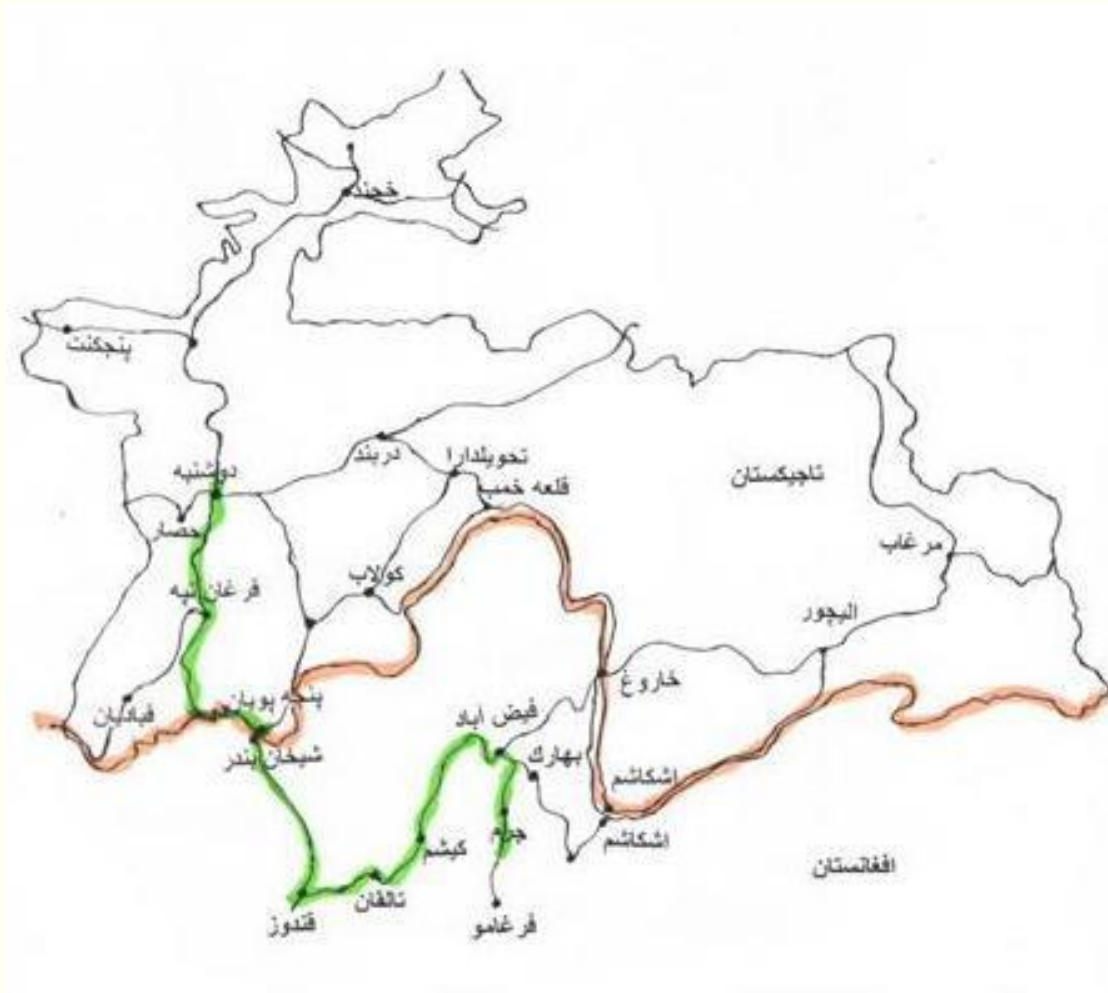 خجند
پنجکنت
دوشنبه
دربند
تحویلدارا
قلعه خمب
تاجیکستان
حصار
مرغاب
کولاب
الیچور
خاروغ
پنجه پویان
قبادیان
شیخان بندر
فیض اباد
بهارک
اشکاشم
اشکاشم
جرم
کیشم
افغانستان
تالقان
قندوز
فرغامو